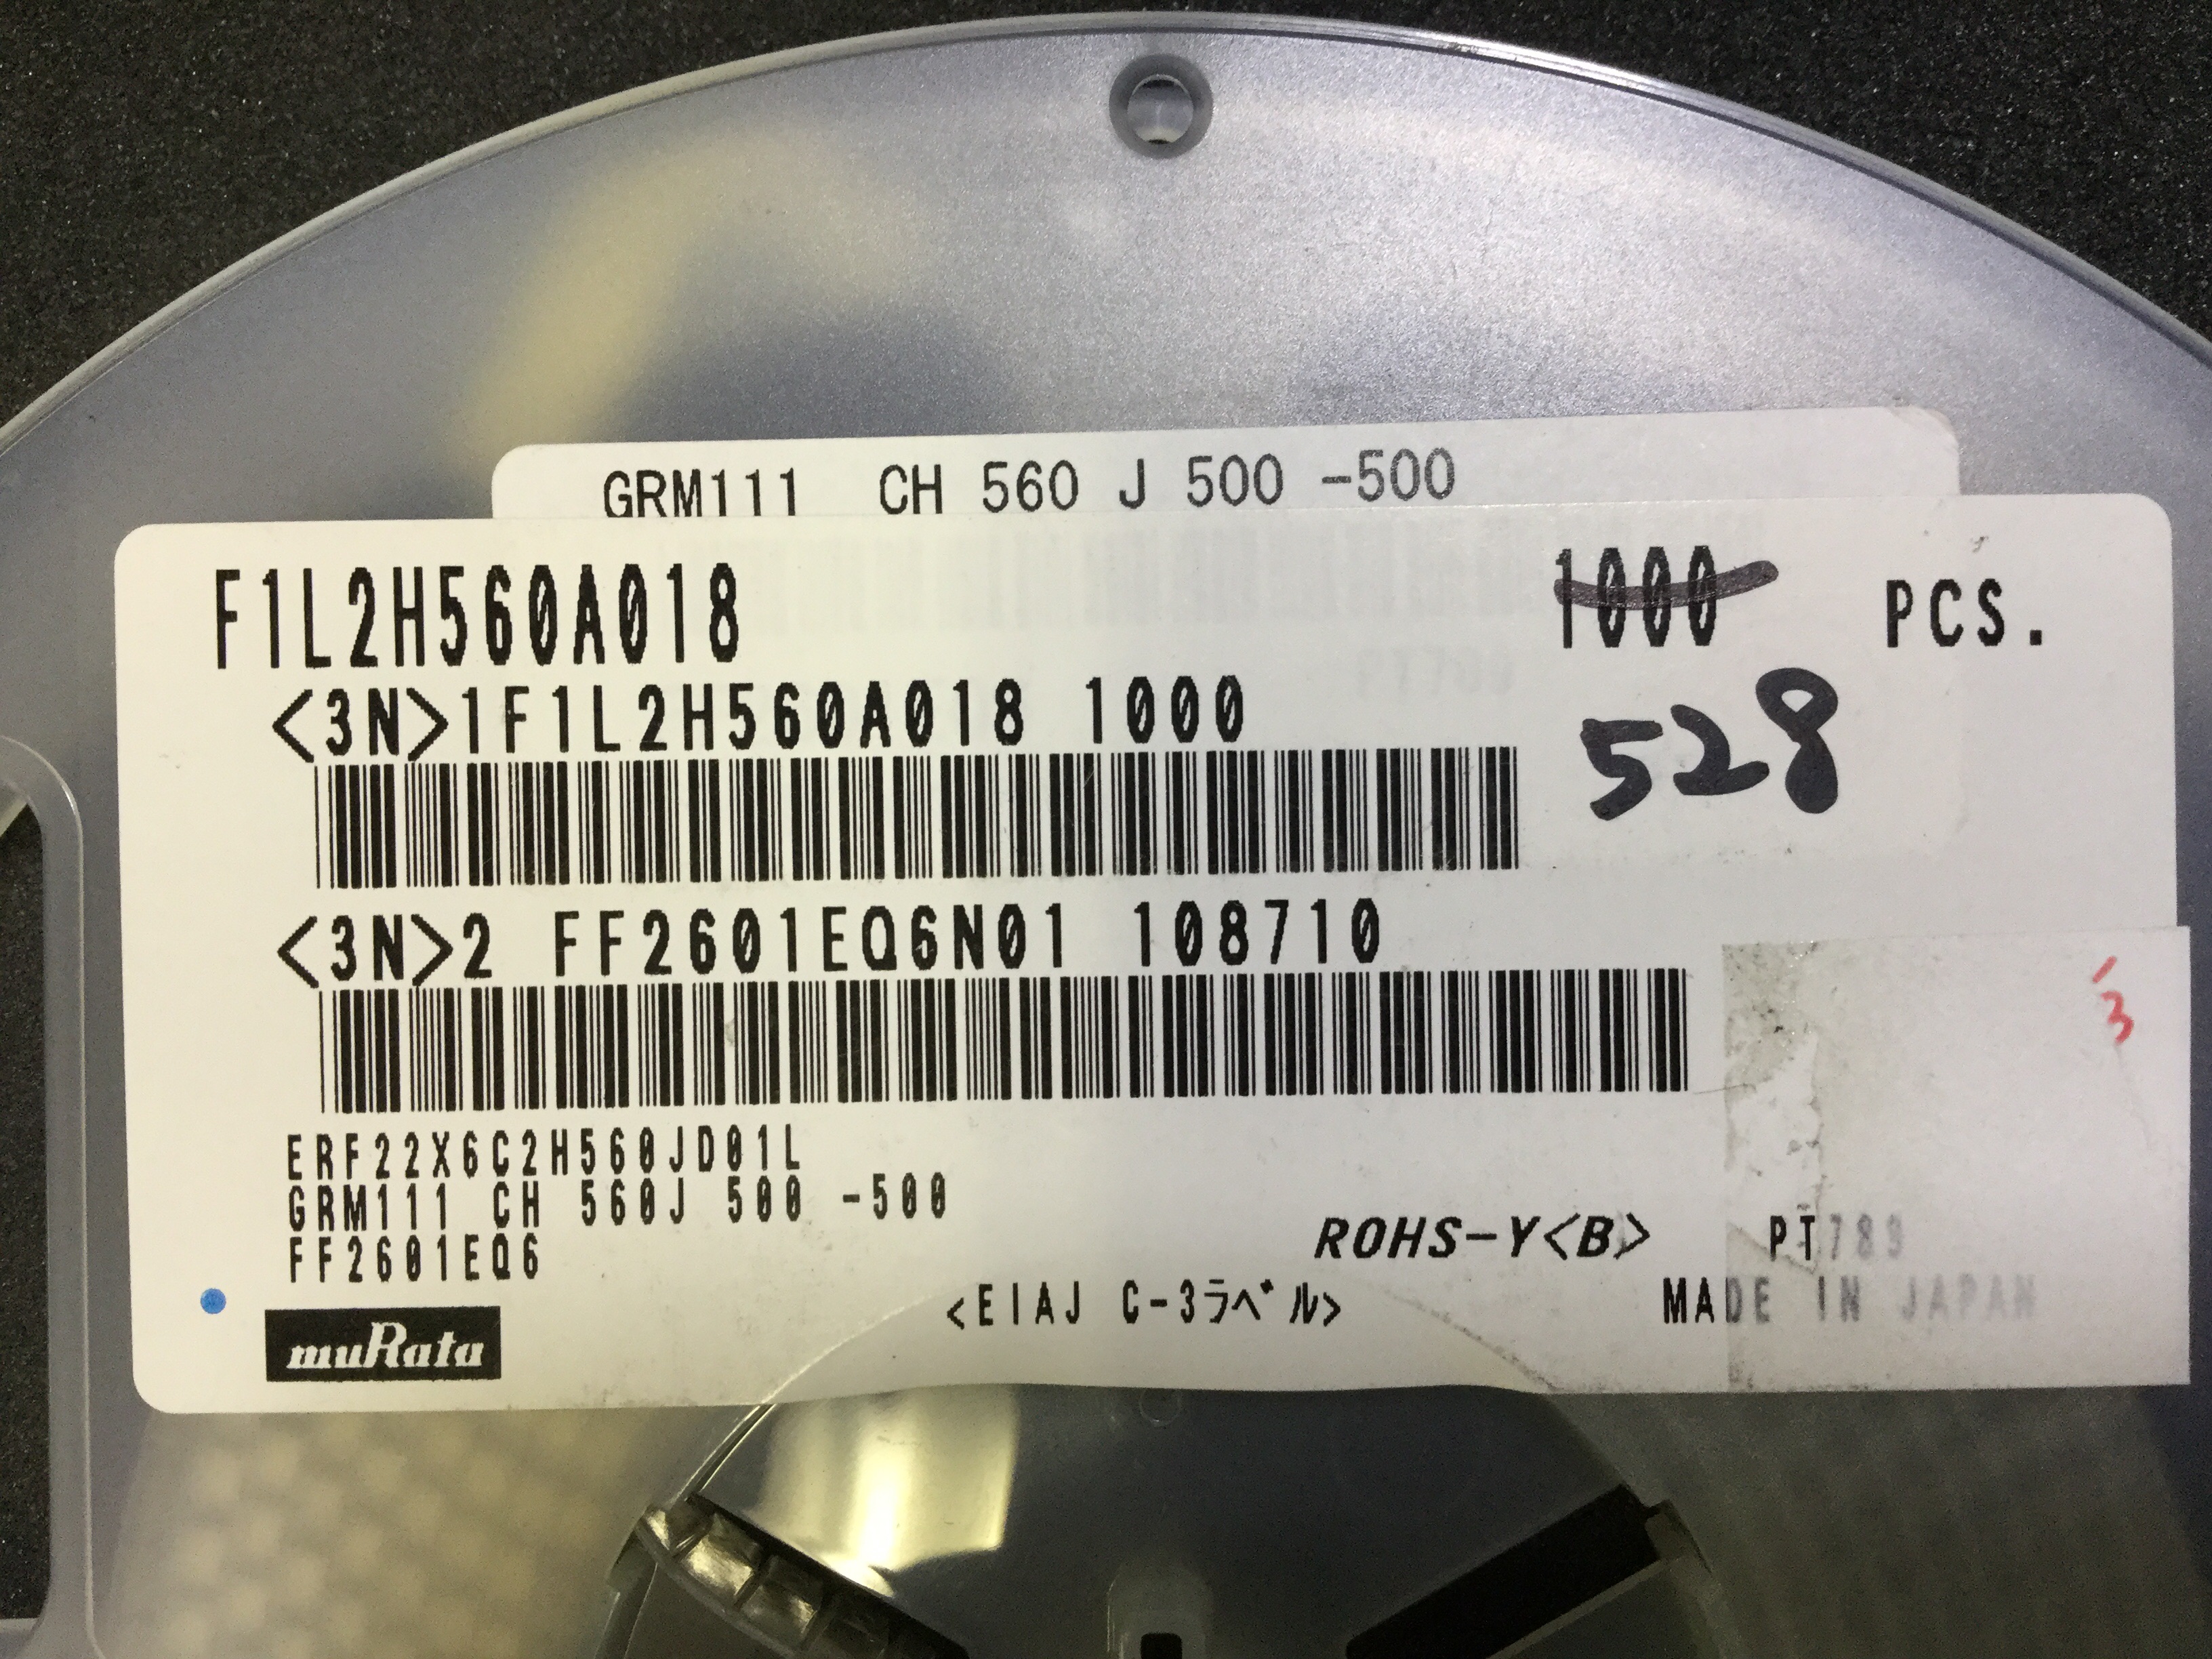 GRM111 CH 560 J 500 -500
F1L2H560A018 1000 PCS.
<3N>1F1L2H560A018 1000
528
<3N>2 FF2601EQ6N01 108710
3
ERF22X6C2H560JD01L
GRM111 CH 560J 500 -500
FF2601EQ6
ROHS-Y<B> PT789
<EIAJ C-3ラベル> MADE IN JAPAN
muRata